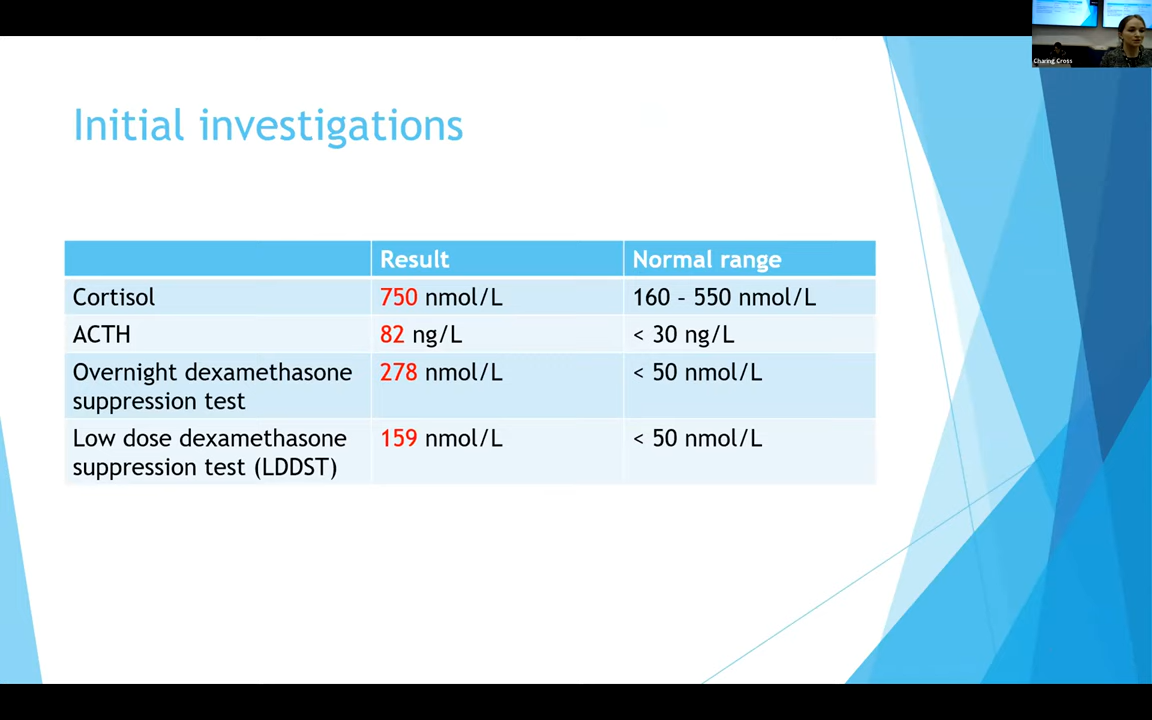 Charing Cross
Initial investigations
Result Normal range
Cortisol 750 nmol/L 160 – 550 nmol/L
ACTH 82 ng/L < 30 ng/L
Overnight dexamethasone suppression test 278 nmol/L < 50 nmol/L
Low dose dexamethasone suppression test (LDDST) 159 nmol/L < 50 nmol/L